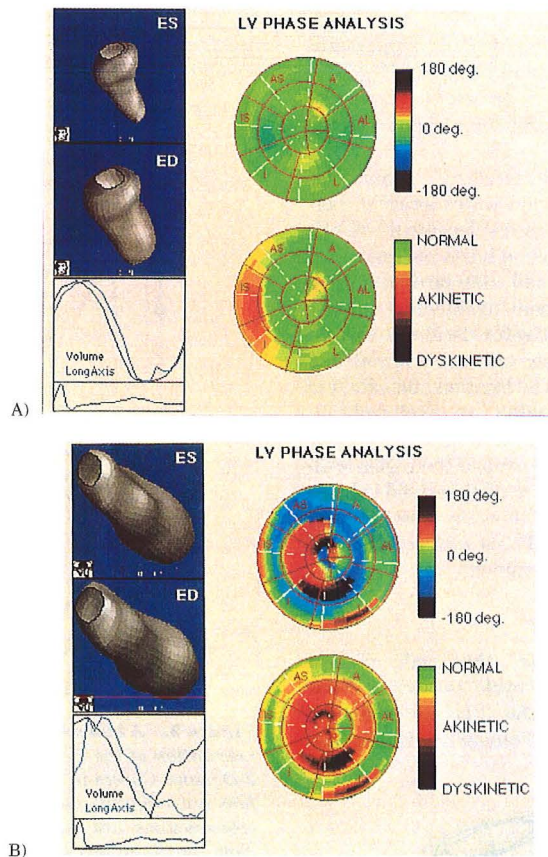 ES
LV PHASE ANALYSIS
AS
A
IS
AL
I
L
180 deg.
0 deg.
-180 deg.
ED
AS
A
IS
AL
I
L
NORMAL
AKINETIC
DYSKINETIC
Volume
LongAxis
A)
ES
LV PHASE ANALYSIS
AS
A
180 deg.
0 deg.
-180 deg.
ED
AS
A
AL
NORMAL
AKINETIC
DYSKINETIC
Volume
LongAxis
B)